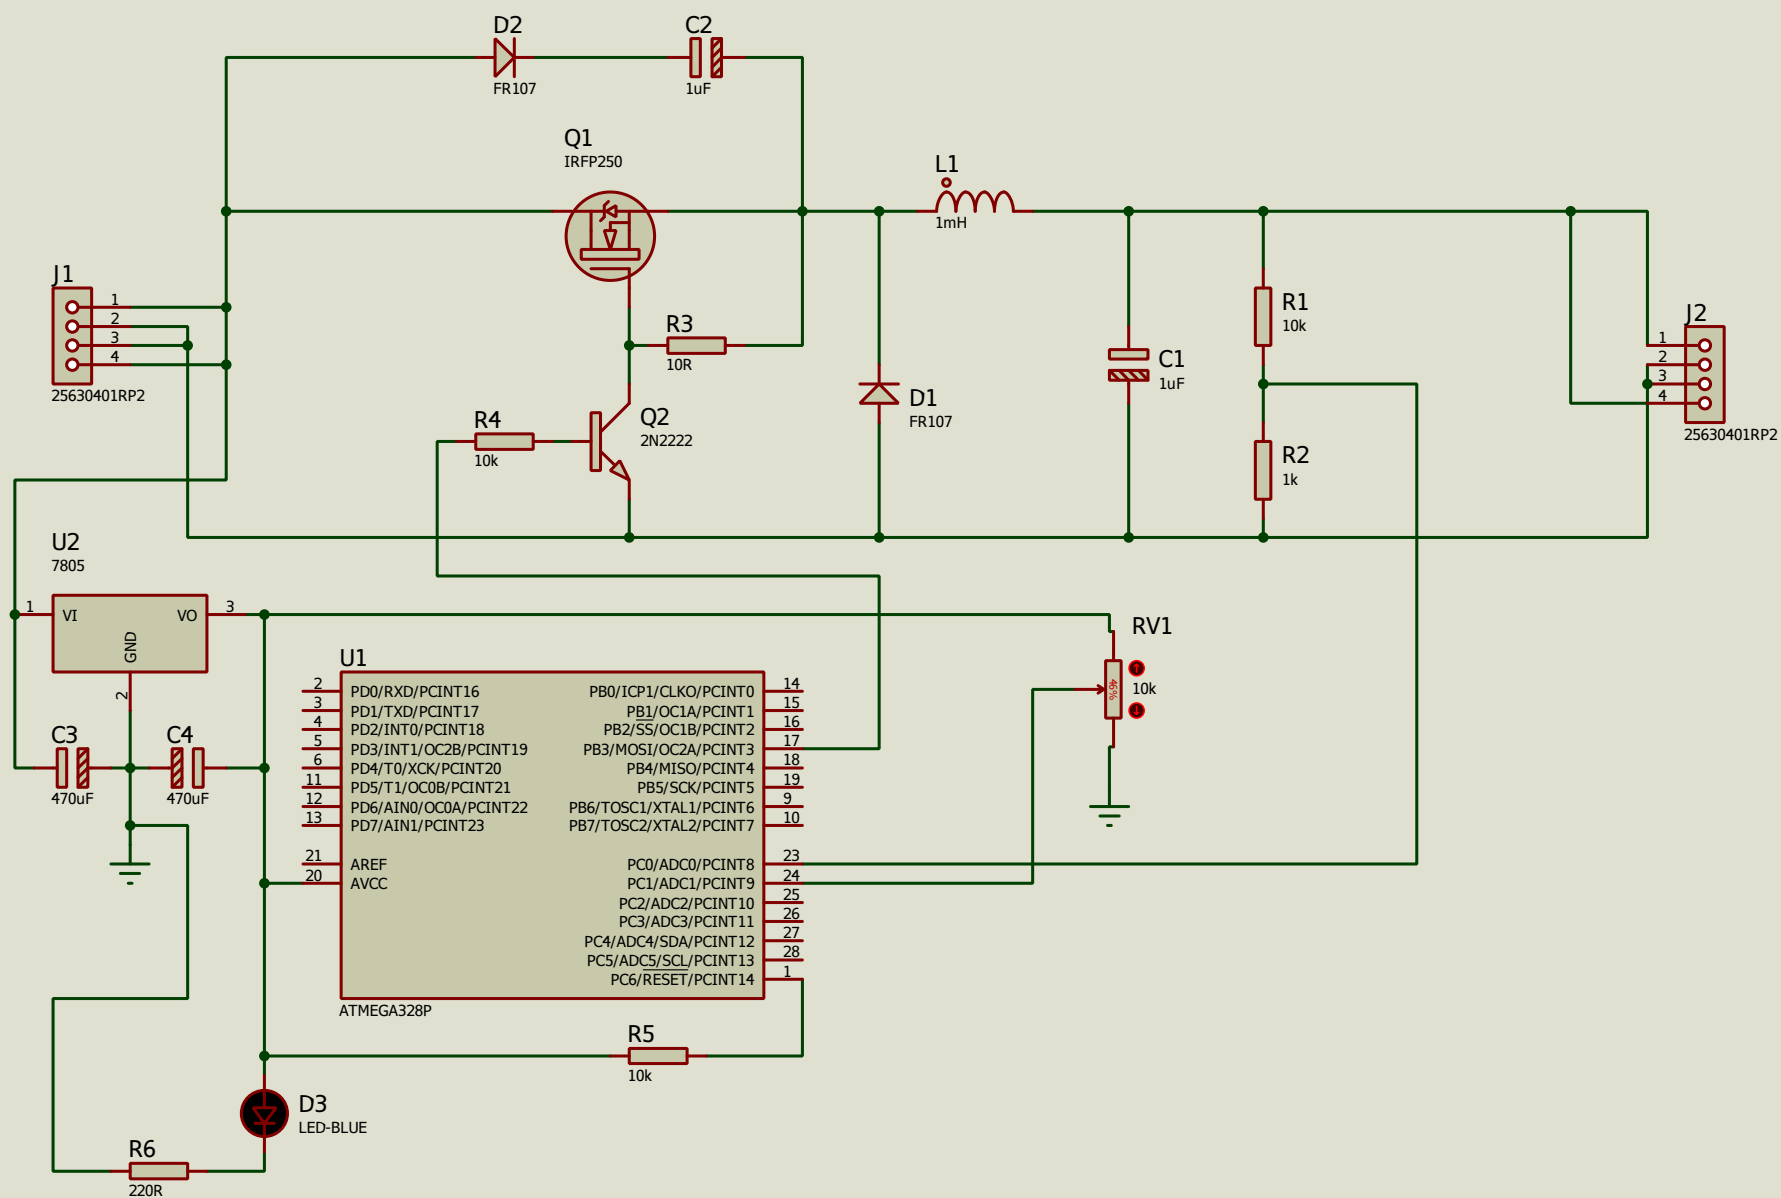 D2
FR107
C2
1uF
Q1
IRFP250
L1
1mH
J1
1
2
3
4
25630401RP2
R3
10R
R4
10k
Q2
2N2222
D1
FR107
C1
1uF
R1
10k
R2
1k
J2
1
2
3
4
25630401RP2
U2
7805
1
VI
VO
3
GND
2
C3
470uF
C4
470uF
RV1
46%
10k
U1
2 PD0/RXD/PCINT16 PB0/ICP1/CLKO/PCINT0 14
3 PD1/TXD/PCINT17 PB1/OC1A/PCINT1 15
4 PD2/INT0/PCINT18 PB2/SS/OC1B/PCINT2 16
5 PD3/INT1/OC2B/PCINT19 PB3/MOSI/OC2A/PCINT3 17
6 PD4/T0/XCK/PCINT20 PB4/MISO/PCINT4 18
11 PD5/T1/OC0B/PCINT21 PB5/SCK/PCINT5 19
12 PD6/AIN0/OC0A/PCINT22 PB6/TOSC1/XTAL1/PCINT6 9
13 PD7/AIN1/PCINT23 PB7/TOSC2/XTAL2/PCINT7 10
21 AREF PC0/ADC0/PCINT8 23
20 AVCC PC1/ADC1/PCINT9 24
PC2/ADC2/PCINT10 25
PC3/ADC3/PCINT11 26
PC4/ADC4/SDA/PCINT12 27
PC5/ADC5/SCL/PCINT13 28
PC6/RESET/PCINT14 1
ATMEGA328P
R5
10k
D3
LED-BLUE
R6
220R